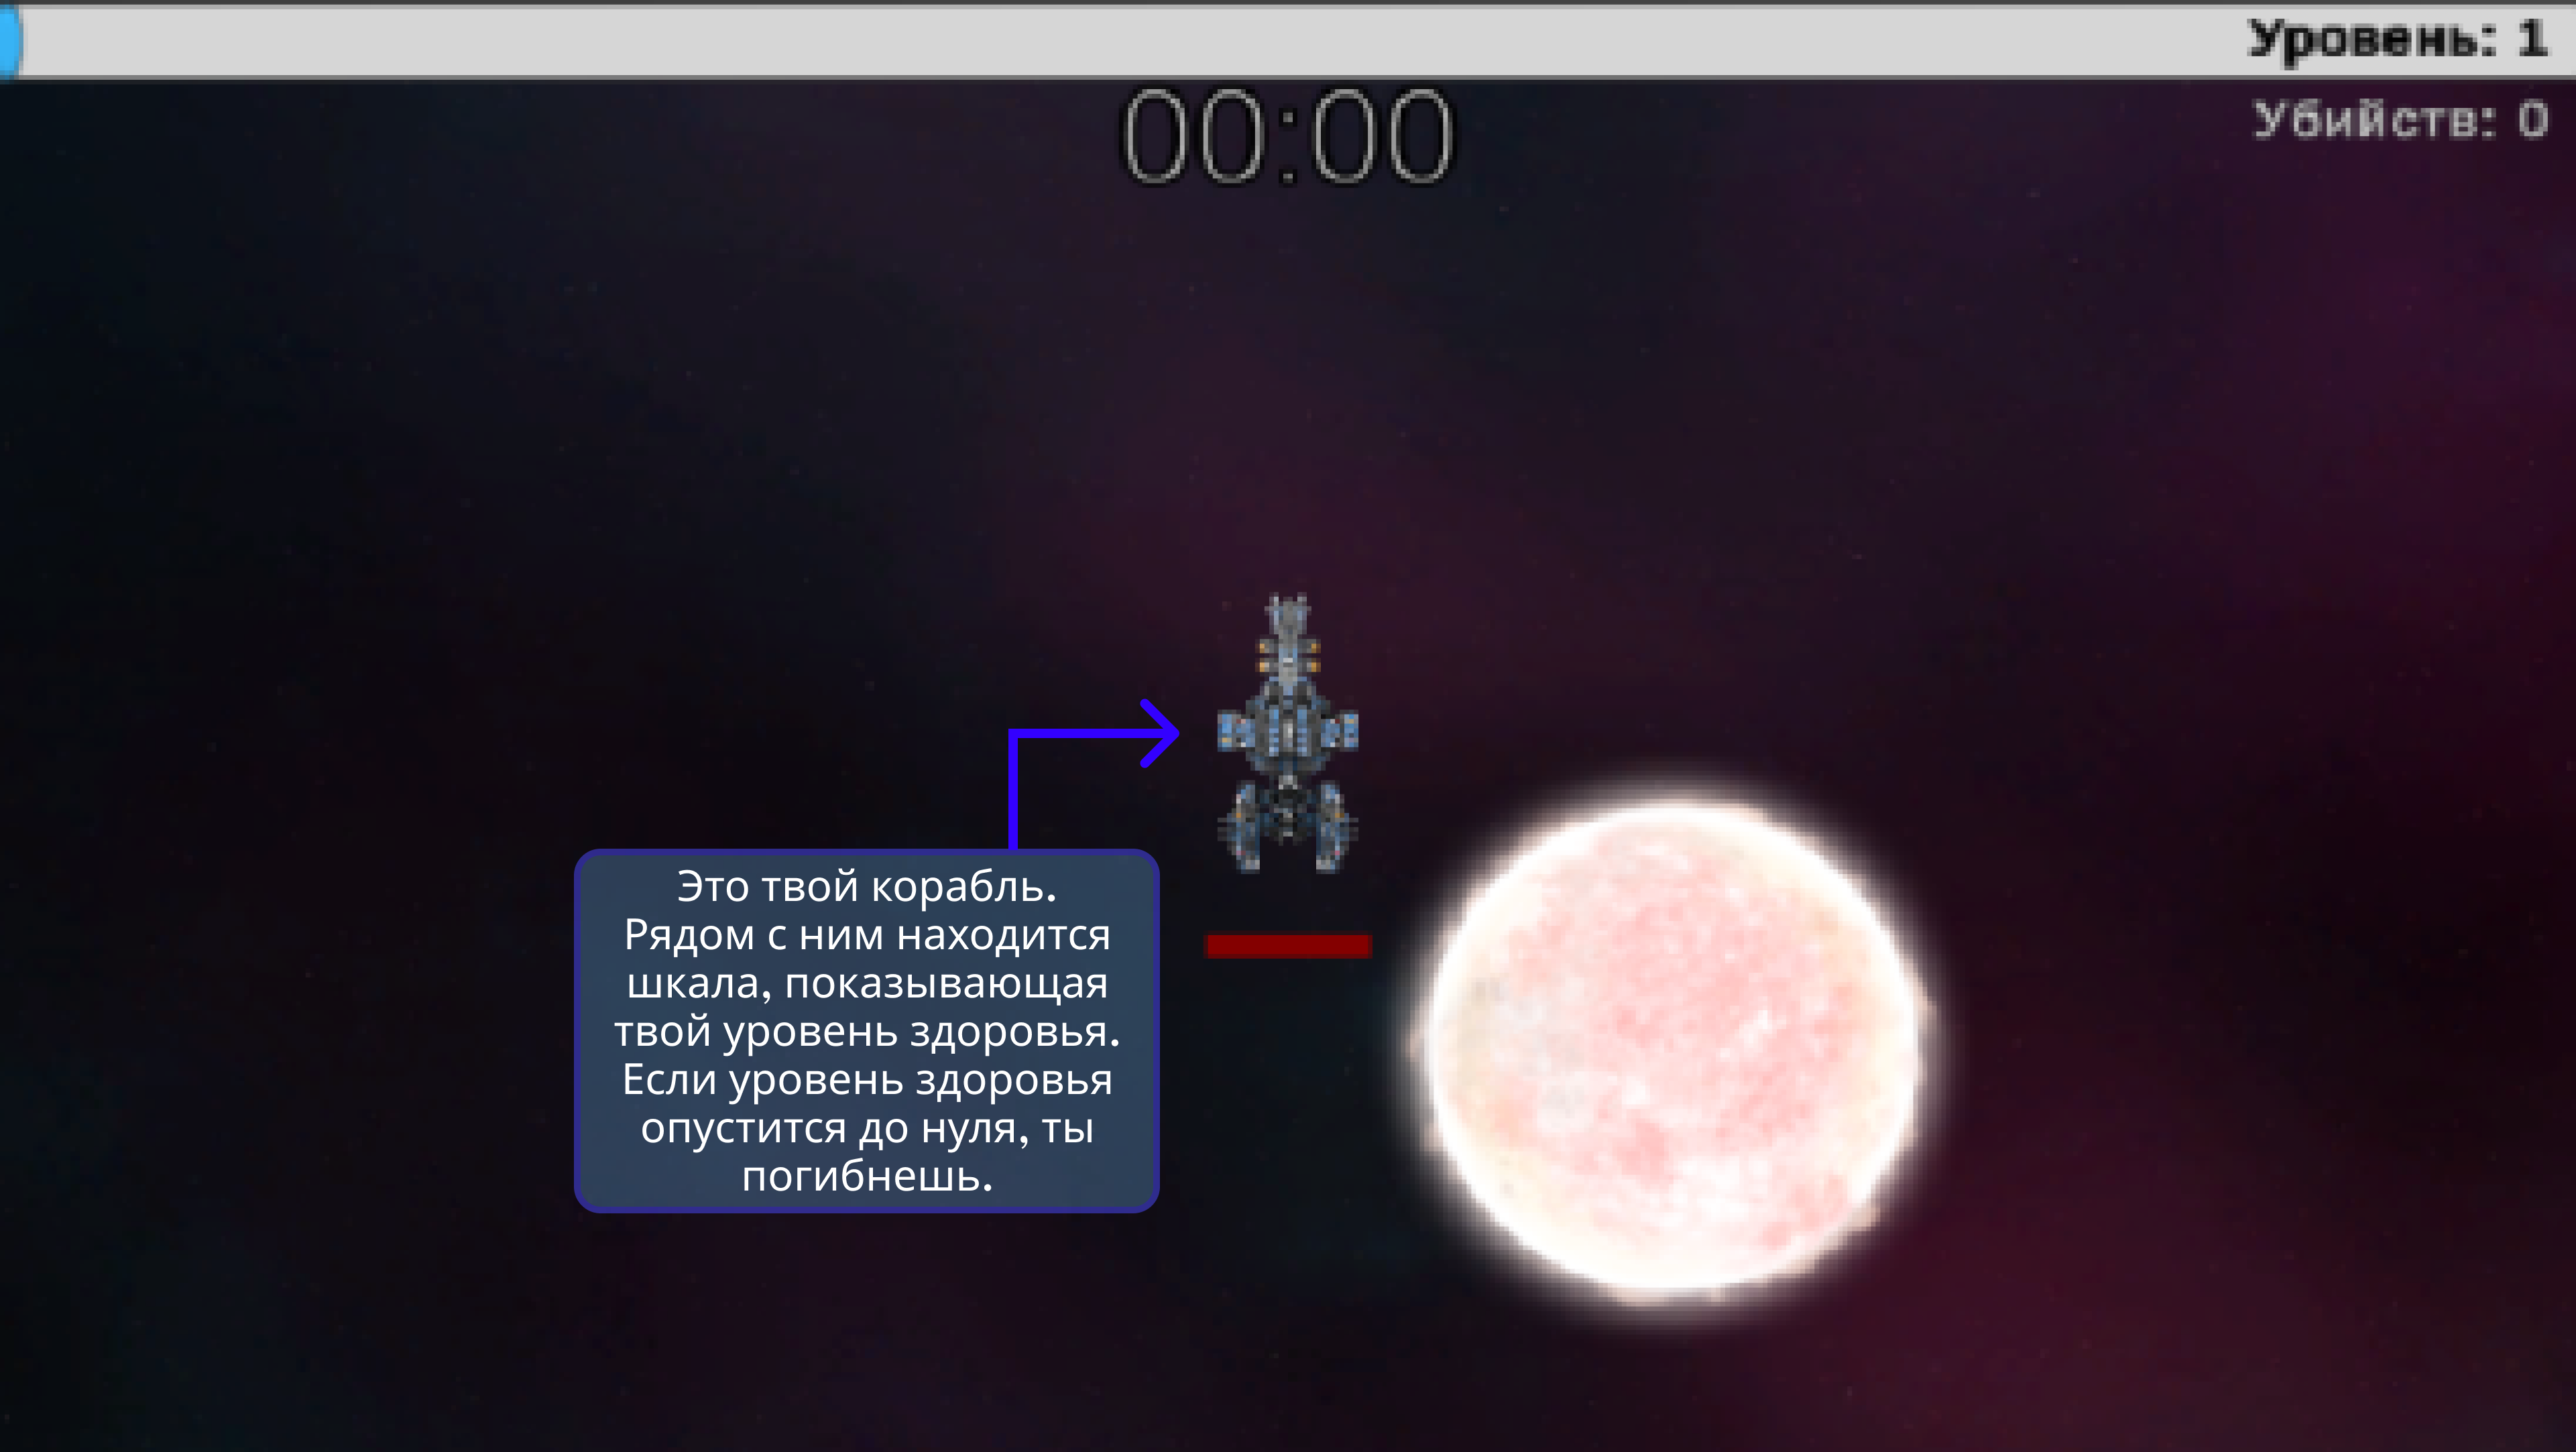 Уровень: 1
00:00
Убийств: 0
Это твой корабль.
Рядом с ним находится
шкала, показывающая
твой уровень здоровья.
Если уровень здоровья
опустится до нуля, ты
погибнешь.